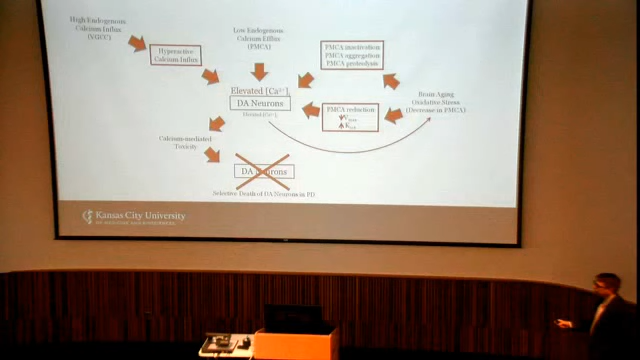 High Endogenous
Calcium Influx
(VGCC)
Hyperactive
Calcium Influx
Low Endogenous
Calcium Efflux
(PMCA)
PMCA inactivation
PMCA aggregation
PMCA proteolysis
Elevated [Ca²⁺]ᵢ
DA Neurons
Brain Aging
Oxidative Stress
(Decrease in PMCA)
PMCA reduction
Calcium-mediated
Toxicity
DA Neurons
Selective Death of DA Neurons in PD
Kansas City University